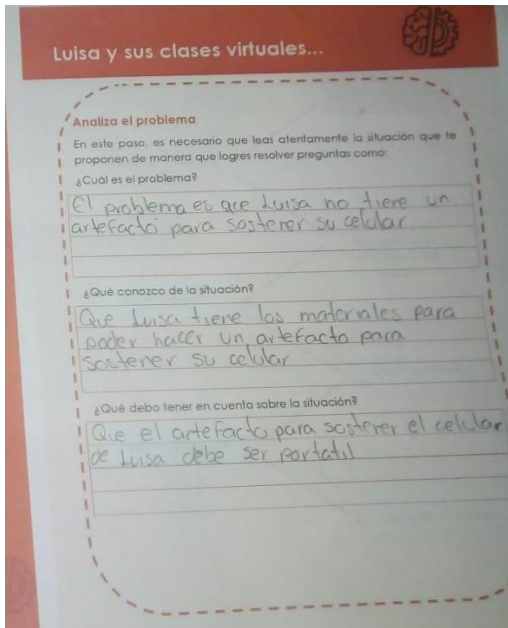 Luisa y sus clases virtuales...
Analiza el problema
En este paso, es necesario que leas atentamente la situación que te
proponen de manera que logres resolver preguntas como:
¿Cuál es el problema?
El problema es que Luisa no tiene un
artefacto para sostener su celular
¿Qué conozco de la situación?
Que Luisa tiene los materiales para
poder hacer un artefacto para
sostener su celular
¿Qué debo tener en cuenta sobre la situación?
Que el artefacto para sostener el celular
de Luisa debe ser portatil